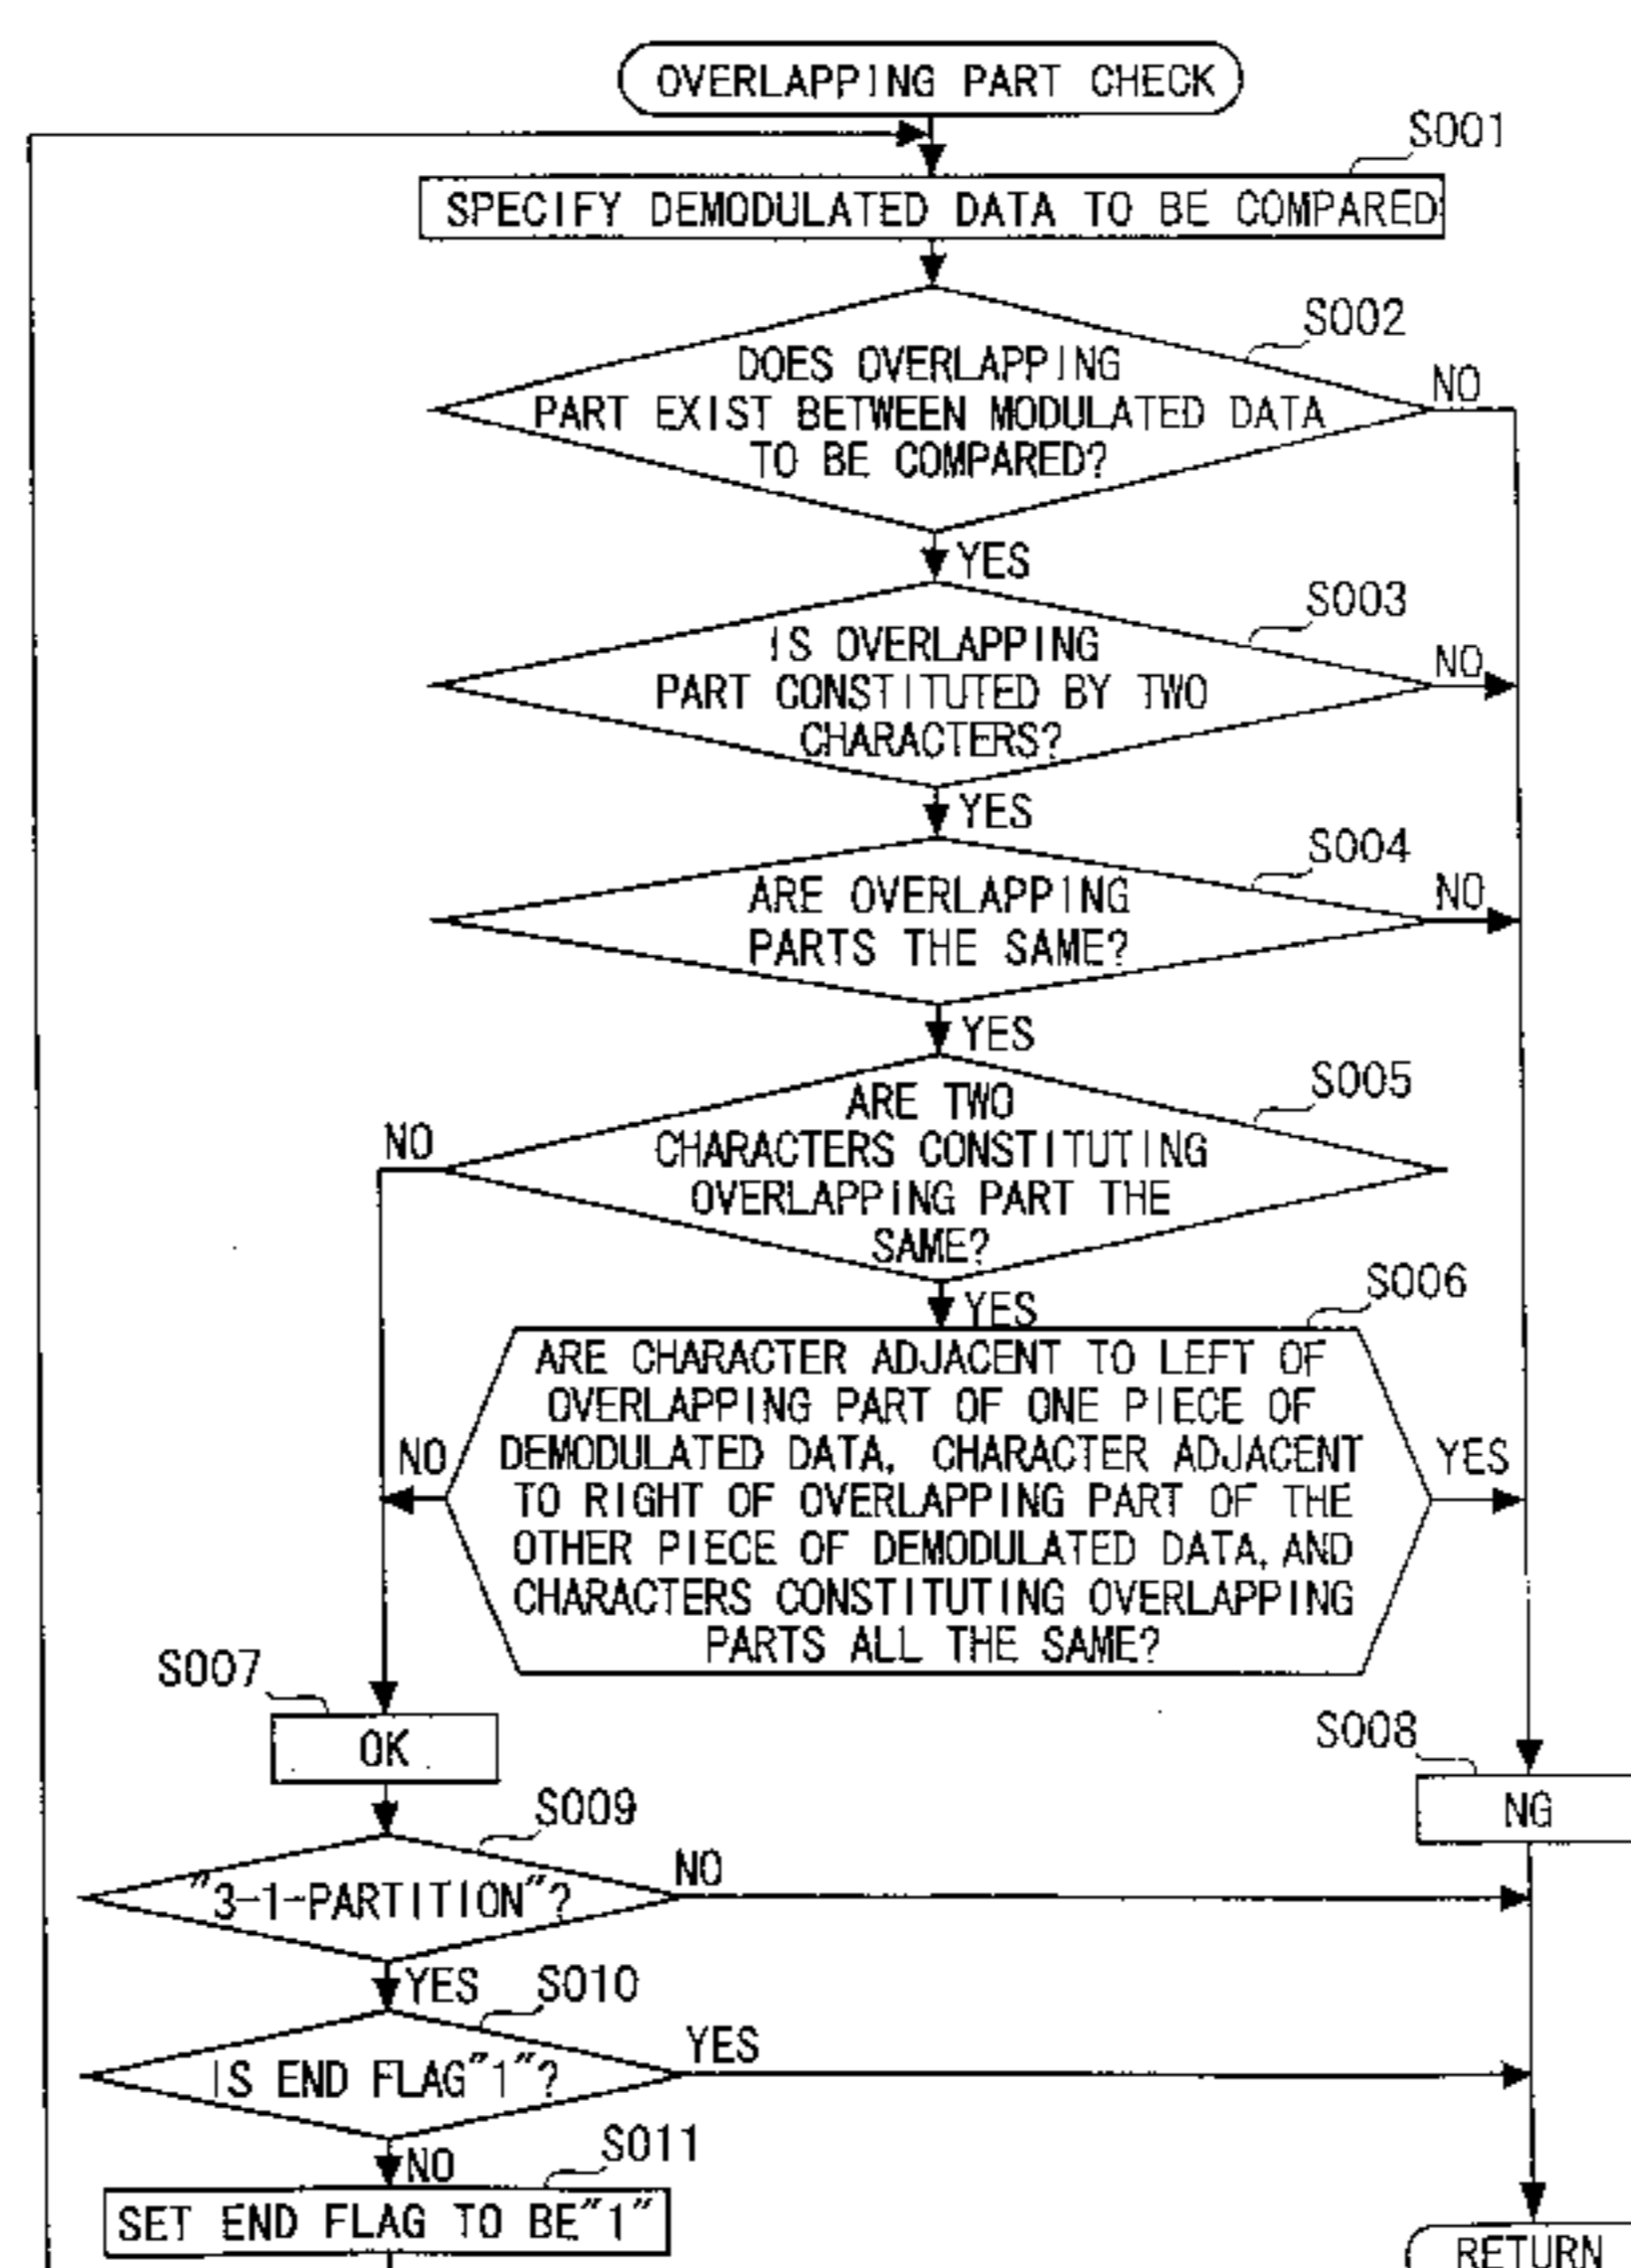 OVERLAPPING PART CHECK
S001
SPECIFY DEMODULATED DATA TO BE COMPARED
S002
DOES OVERLAPPING
PART EXIST BETWEEN MODULATED DATA
TO BE COMPARED?
NO
YES
S003
IS OVERLAPPING
PART CONSTITUTED BY TWO
CHARACTERS?
NO
YES
S004
ARE OVERLAPPING
PARTS THE SAME?
NO
YES
S005
ARE TWO
CHARACTERS CONSTITUTING
OVERLAPPING PART THE
SAME?
NO
YES
S006
ARE CHARACTER ADJACENT TO LEFT OF
OVERLAPPING PART OF ONE PIECE OF
DEMODULATED DATA, CHARACTER ADJACENT
TO RIGHT OF OVERLAPPING PART OF THE
OTHER PIECE OF DEMODULATED DATA, AND
CHARACTERS CONSTITUTING OVERLAPPING
PARTS ALL THE SAME?
NO
YES
S007
OK
S008
NG
S009
"3-1-PARTITION"?
NO
YES
S010
IS END FLAG"1"?
YES
NO
S011
SET END FLAG TO BE"1"
RETURN